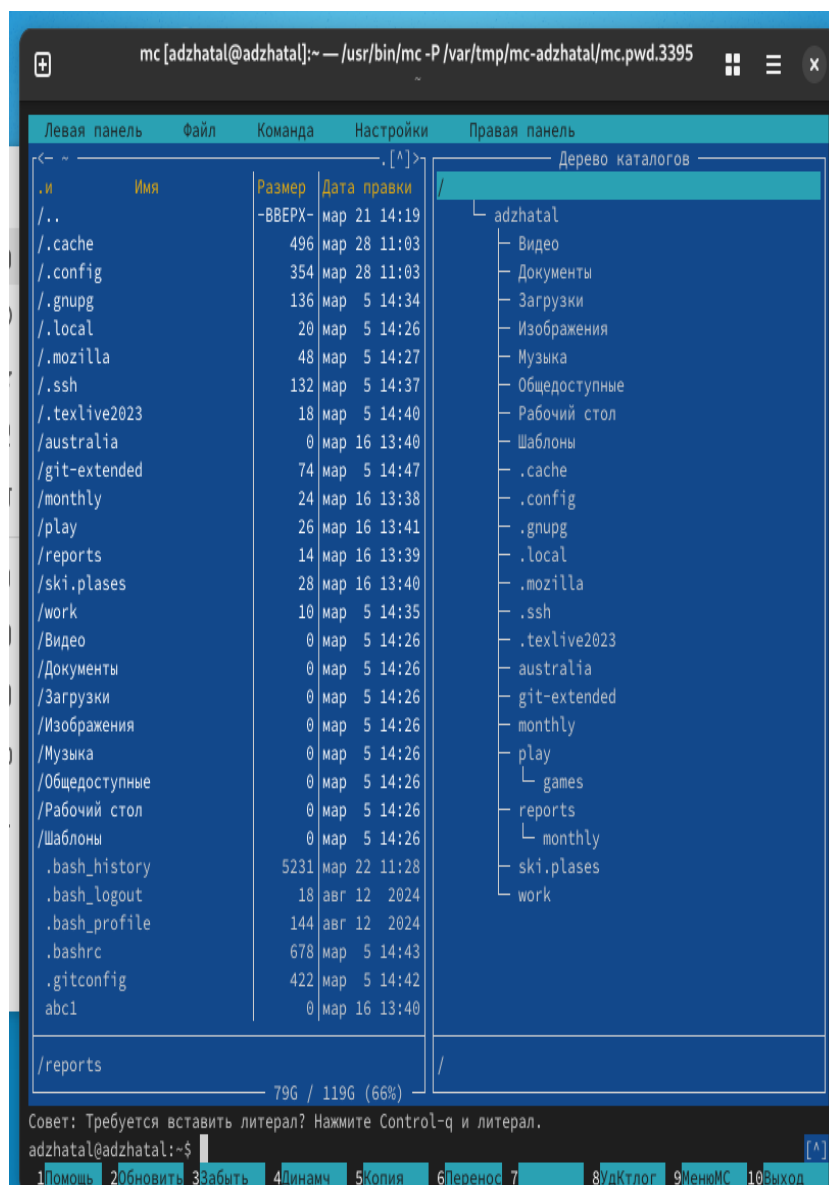 mc [adzhatal@adzhatal]:~ — /usr/bin/mc -P /var/tmp/mc-adzhatal/mc.pwd.3395
~
Левая панель Файл Команда Настройки Правая панель
<- ~ .[^]>
.и Имя Размер Дата правки
/.. -ВВЕРХ- мар 21 14:19
/.cache 496 мар 28 11:03
/.config 354 мар 28 11:03
/.gnupg 136 мар 5 14:34
/.local 20 мар 5 14:26
/.mozilla 48 мар 5 14:27
/.ssh 132 мар 5 14:37
/.texlive2023 18 мар 5 14:40
/australia 0 мар 16 13:40
/git-extended 74 мар 5 14:47
/monthly 24 мар 16 13:38
/play 26 мар 16 13:41
/reports 14 мар 16 13:39
/ski.plases 28 мар 16 13:40
/work 10 мар 5 14:35
/Видео 0 мар 5 14:26
/Документы 0 мар 5 14:26
/Загрузки 0 мар 5 14:26
/Изображения 0 мар 5 14:26
/Музыка 0 мар 5 14:26
/Общедоступные 0 мар 5 14:26
/Рабочий стол 0 мар 5 14:26
/Шаблоны 0 мар 5 14:26
.bash_history 5231 мар 22 11:28
.bash_logout 18 авг 12 2024
.bash_profile 144 авг 12 2024
.bashrc 678 мар 5 14:43
.gitconfig 422 мар 5 14:42
abc1 0 мар 16 13:40
/reports
79G / 119G (66%)
Дерево каталогов
/
adzhatal
Видео
Документы
Загрузки
Изображения
Музыка
Общедоступные
Рабочий стол
Шаблоны
.cache
.config
.gnupg
.local
.mozilla
.ssh
.texlive2023
australia
git-extended
monthly
play
games
reports
monthly
ski.plases
work
/
Совет: Требуется вставить литерал? Нажмите Control-q и литерал.
adzhatal@adzhatal:~$ [^]
1Помощь 2Обновить 3Забыть 4Динамч 5Копия 6Перенос 7 8УдКтлог 9МенюMC 10Выход